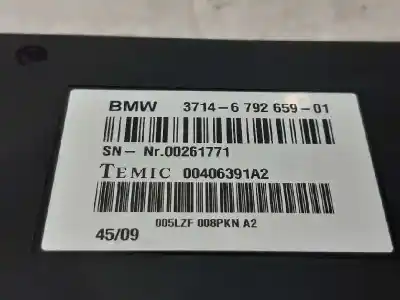 BMW 3714-6 792 659-01
SN- Nr.00261771
TEMIC 00406391A2
005LZF 008PKN A2
45/09